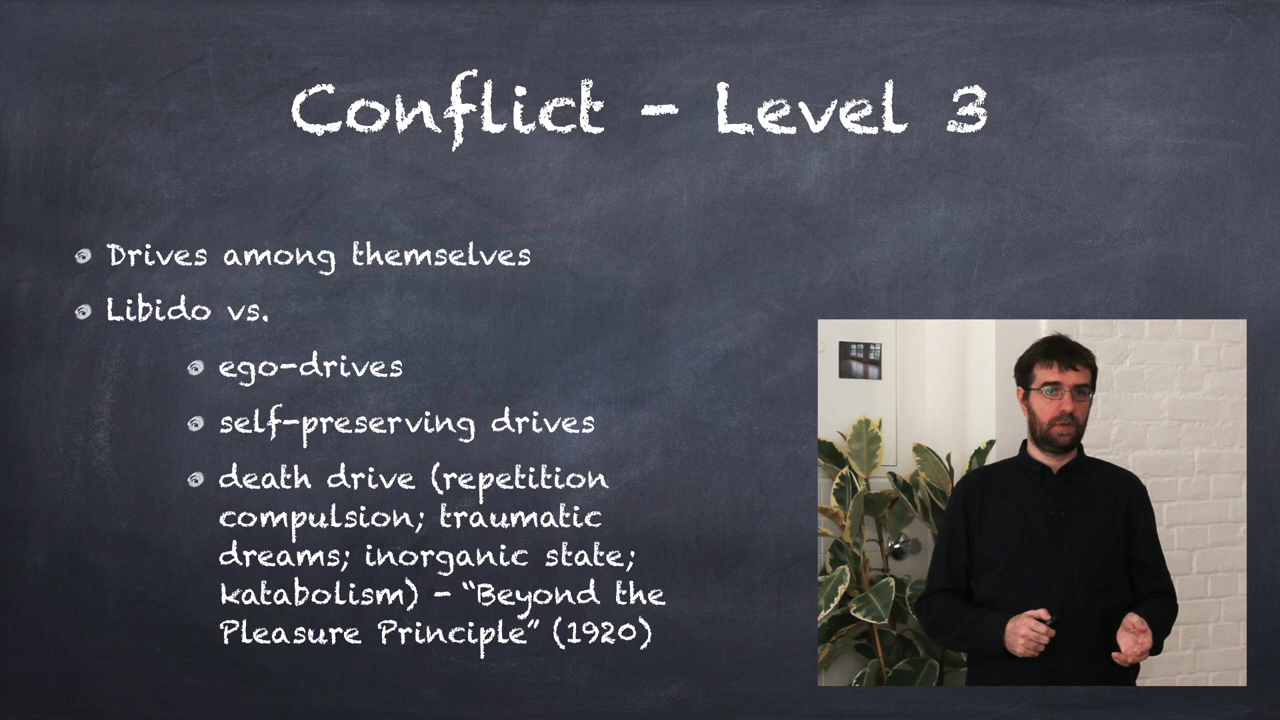 Conflict - Level 3
Drives among themselves
Libido vs.
ego-drives
self-preserving drives
death drive (repetition
compulsion; traumatic
dreams; inorganic state;
katabolism) - “Beyond the
Pleasure Principle” (1920)